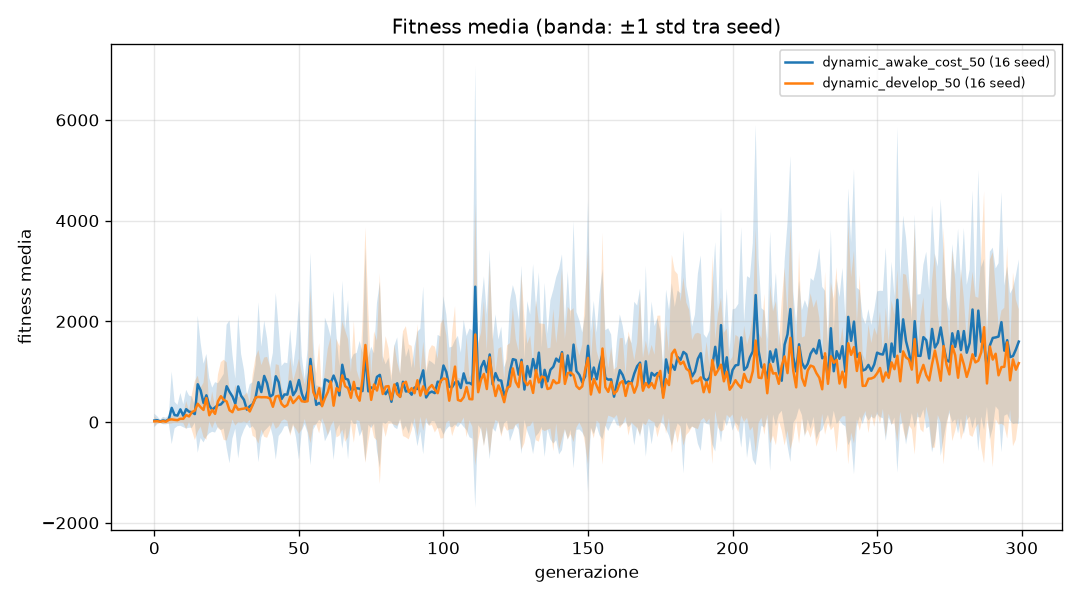 Fitness media (banda: ±1 std tra seed)
dynamic_awake_cost_50 (16 seed)
dynamic_develop_50 (16 seed)
fitness media
6000
4000
2000
0
−2000
0 50 100 150 200 250 300
generazione